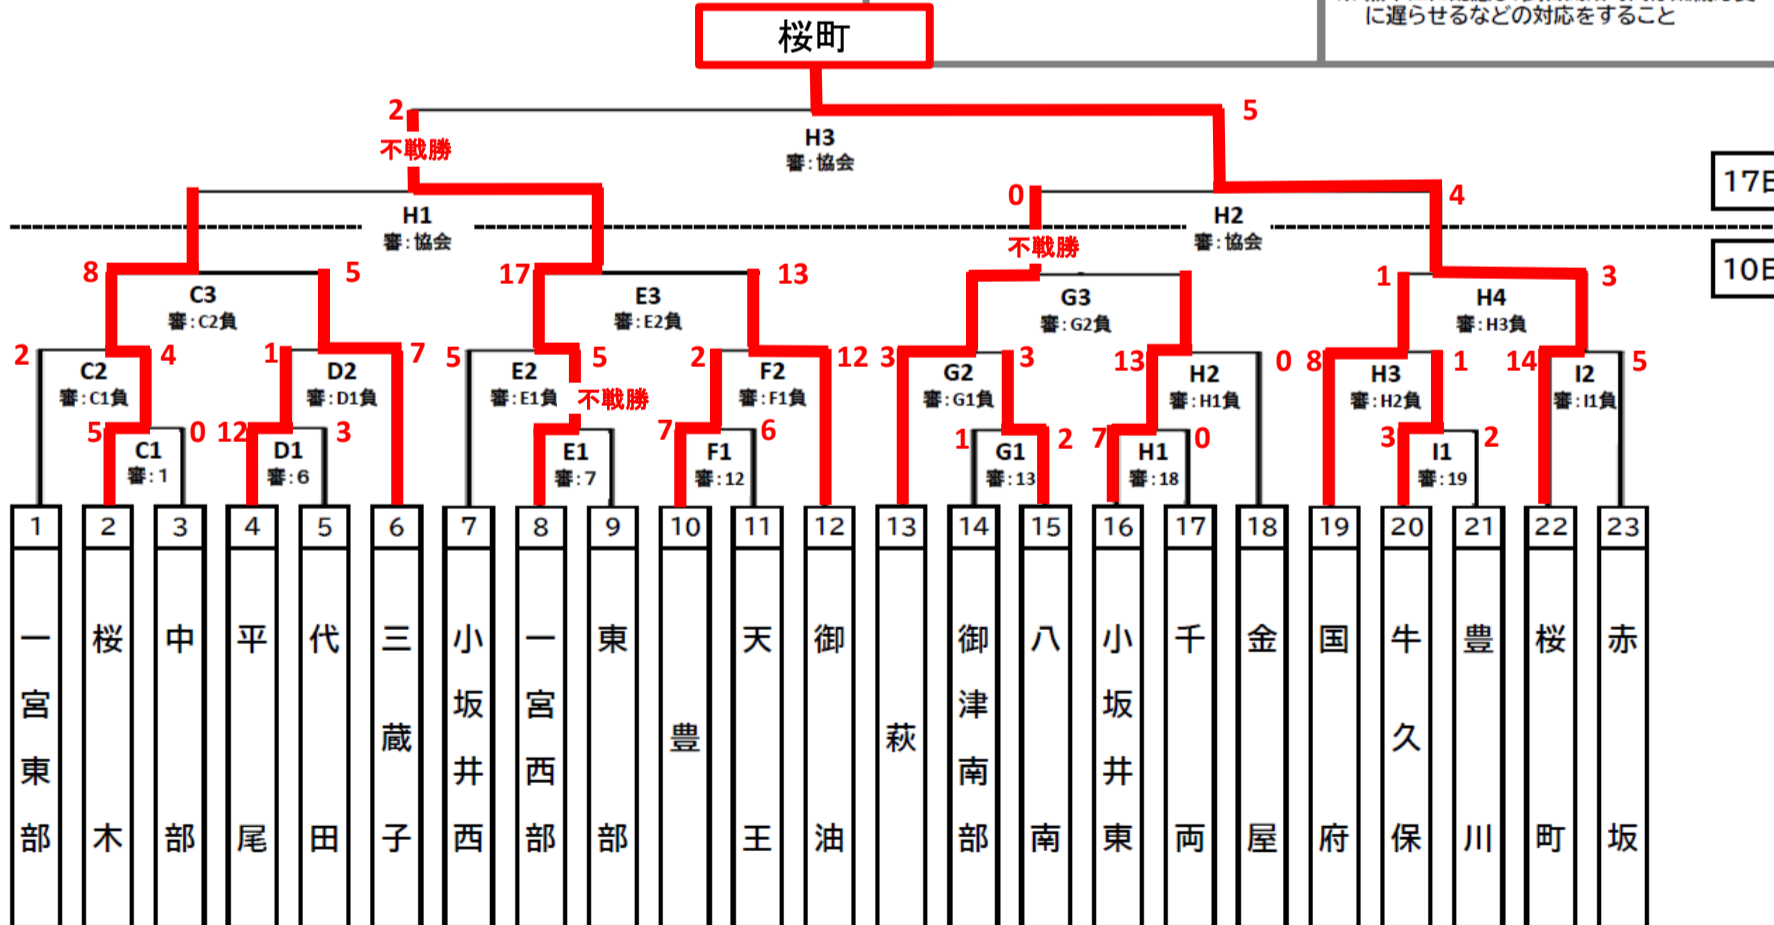 に遅らせるなどの対応をすること
桜町
2
5
不戦勝
H3
審:協会
17日
0
4
H1
審:協会
H2
審:協会
不戦勝
10日
8
5
17
13
1
3
C3
審:C2負
E3
審:E2負
G3
審:G2負
H4
審:H3負
2
4
1
7
5
5
2
12
3
3
13
0
8
1
14
5
C2
審:C1負
D2
審:D1負
E2
審:E1負
不戦勝
F2
審:F1負
G2
審:G1負
H2
審:H1負
H3
審:H2負
I2
審:I1負
5
0
12
3
7
6
1
2
7
0
3
2
C1
審:1
D1
審:6
E1
審:7
F1
審:12
G1
審:13
H1
審:18
I1
審:19
1
2
3
4
5
6
7
8
9
10
11
12
13
14
15
16
17
18
19
20
21
22
23
一宮東部
桜木
中部
平尾
代田
三蔵子
小坂井西
一宮西部
東部
豊
天王
御油
萩
御津南部
八南
小坂井東
千両
金屋
国府
牛久保
豊川
桜町
赤坂